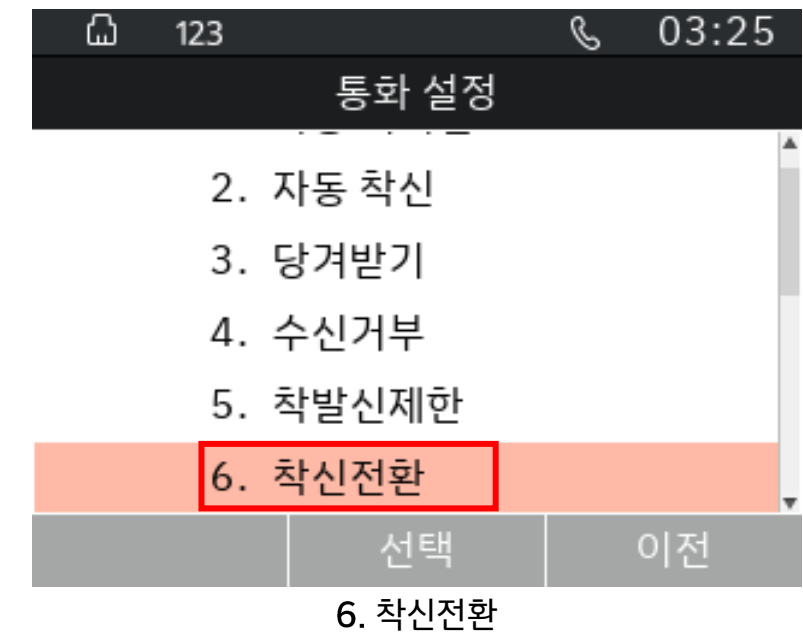 123 03:25
통화 설정
2. 자동 착신
3. 당겨받기
4. 수신거부
5. 착발신제한
6. 착신전환
선택 이전
6. 착신전환